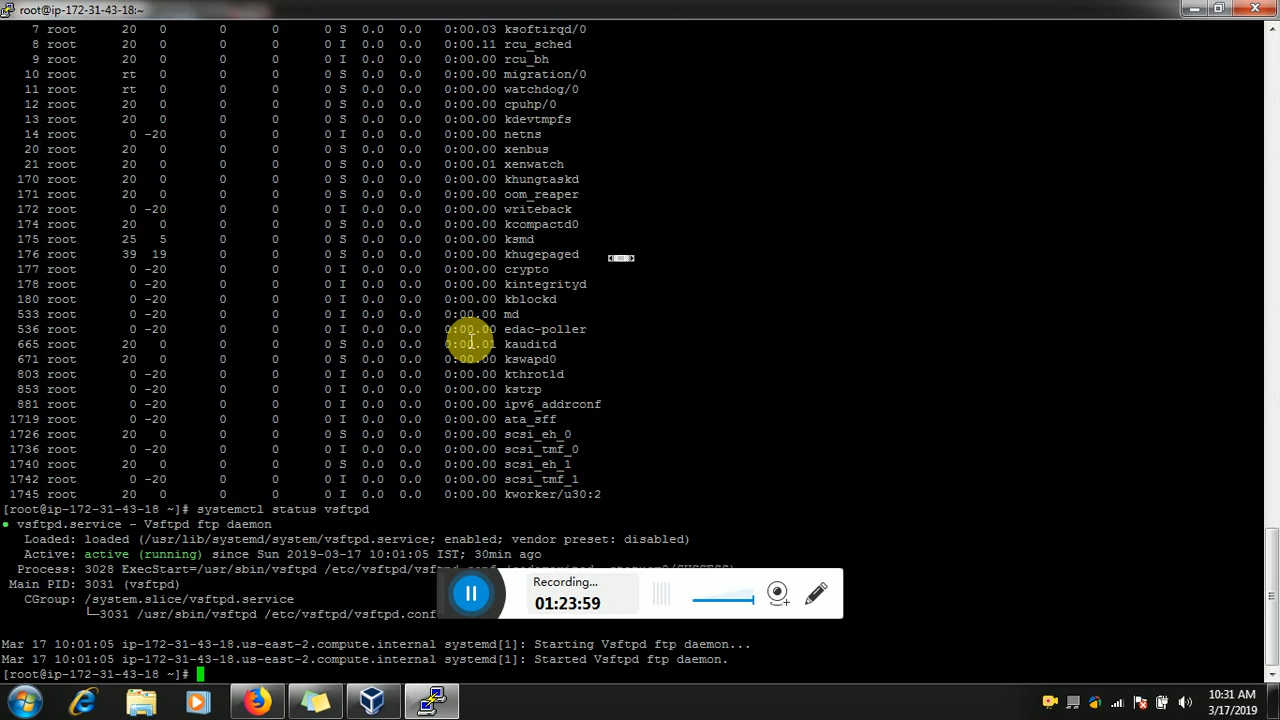 root@ip-172-31-43-18:~
7 root 20 0 0 0 0 S 0.0 0.0 0:00.03 ksoftirqd/0
8 root 20 0 0 0 0 I 0.0 0.0 0:00.11 rcu_sched
9 root 20 0 0 0 0 I 0.0 0.0 0:00.00 rcu_bh
10 root rt 0 0 0 0 S 0.0 0.0 0:00.00 migration/0
11 root rt 0 0 0 0 S 0.0 0.0 0:00.00 watchdog/0
12 root 20 0 0 0 0 S 0.0 0.0 0:00.00 cpuhp/0
13 root 20 0 0 0 0 S 0.0 0.0 0:00.00 kdevtmpfs
14 root 0 -20 0 0 0 I 0.0 0.0 0:00.00 netns
20 root 20 0 0 0 0 S 0.0 0.0 0:00.00 xenbus
21 root 20 0 0 0 0 S 0.0 0.0 0:00.01 xenwatch
170 root 20 0 0 0 0 S 0.0 0.0 0:00.00 khungtaskd
171 root 20 0 0 0 0 S 0.0 0.0 0:00.00 oom_reaper
172 root 0 -20 0 0 0 I 0.0 0.0 0:00.00 writeback
174 root 20 0 0 0 0 S 0.0 0.0 0:00.00 kcompactd0
175 root 25 5 0 0 0 S 0.0 0.0 0:00.00 ksmd
176 root 39 19 0 0 0 S 0.0 0.0 0:00.00 khugepaged
177 root 0 -20 0 0 0 I 0.0 0.0 0:00.00 crypto
178 root 0 -20 0 0 0 I 0.0 0.0 0:00.00 kintegrityd
180 root 0 -20 0 0 0 I 0.0 0.0 0:00.00 kblockd
533 root 0 -20 0 0 0 I 0.0 0.0 0:00.00 md
536 root 0 -20 0 0 0 I 0.0 0.0 0:00.00 edac-poller
665 root 20 0 0 0 0 S 0.0 0.0 0:00.01 kauditd
671 root 20 0 0 0 0 S 0.0 0.0 0:00.00 kswapd0
803 root 0 -20 0 0 0 I 0.0 0.0 0:00.00 kthrotld
853 root 0 -20 0 0 0 I 0.0 0.0 0:00.00 kstrp
881 root 0 -20 0 0 0 I 0.0 0.0 0:00.00 ipv6_addrconf
1719 root 0 -20 0 0 0 I 0.0 0.0 0:00.00 ata_sff
1726 root 20 0 0 0 0 S 0.0 0.0 0:00.00 scsi_eh_0
1736 root 0 -20 0 0 0 I 0.0 0.0 0:00.00 scsi_tmf_0
1740 root 20 0 0 0 0 S 0.0 0.0 0:00.00 scsi_eh_1
1742 root 0 -20 0 0 0 I 0.0 0.0 0:00.00 scsi_tmf_1
1745 root 20 0 0 0 0 I 0.0 0.0 0:00.00 kworker/u30:2
[root@ip-172-31-43-18 ~]# systemctl status vsftpd
● vsftpd.service - Vsftpd ftp daemon
Loaded: loaded (/usr/lib/systemd/system/vsftpd.service; enabled; vendor preset: disabled)
Active: active (running) since Sun 2019-03-17 10:01:05 IST; 30min ago
Process: 3028 ExecStart=/usr/sbin/vsftpd
Main PID: 3031 (vsftpd)
CGroup: /system.slice/vsftpd.service
└─3031 /usr/sbin/vsftpd /etc/vsftpd/vsftpd.conf
Recording...
01:23:59
Mar 17 10:01:05 ip-172-31-43-18.us-east-2.compute.internal systemd[1]: Starting Vsftpd ftp daemon...
Mar 17 10:01:05 ip-172-31-43-18.us-east-2.compute.internal systemd[1]: Started Vsftpd ftp daemon.
[root@ip-172-31-43-18 ~]#
10:31 AM
3/17/2019